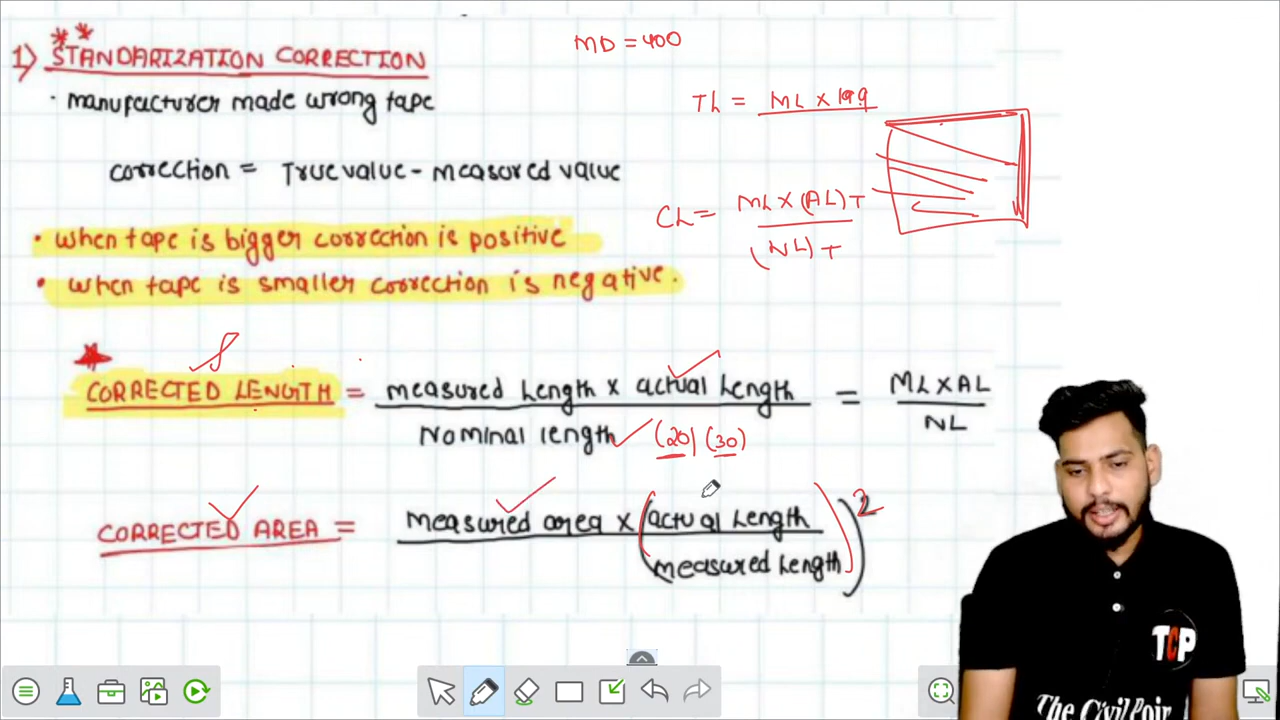 1) STANDARIZATION CORRECTION
MD = 400
· manufacturer made wrong tape
correction = True value - measured value
CL = ML X (AL) T
(NL) T
· when tape is bigger correction is positive
· when tape is smaller correction is negative.
CORRECTED LENGTH = measured Length x actual Length = ML X AL
Nominal length (20) (30) NL
CORRECTED AREA = measured area x (actual Length
measured Length)2
TCP
The Civil Poin